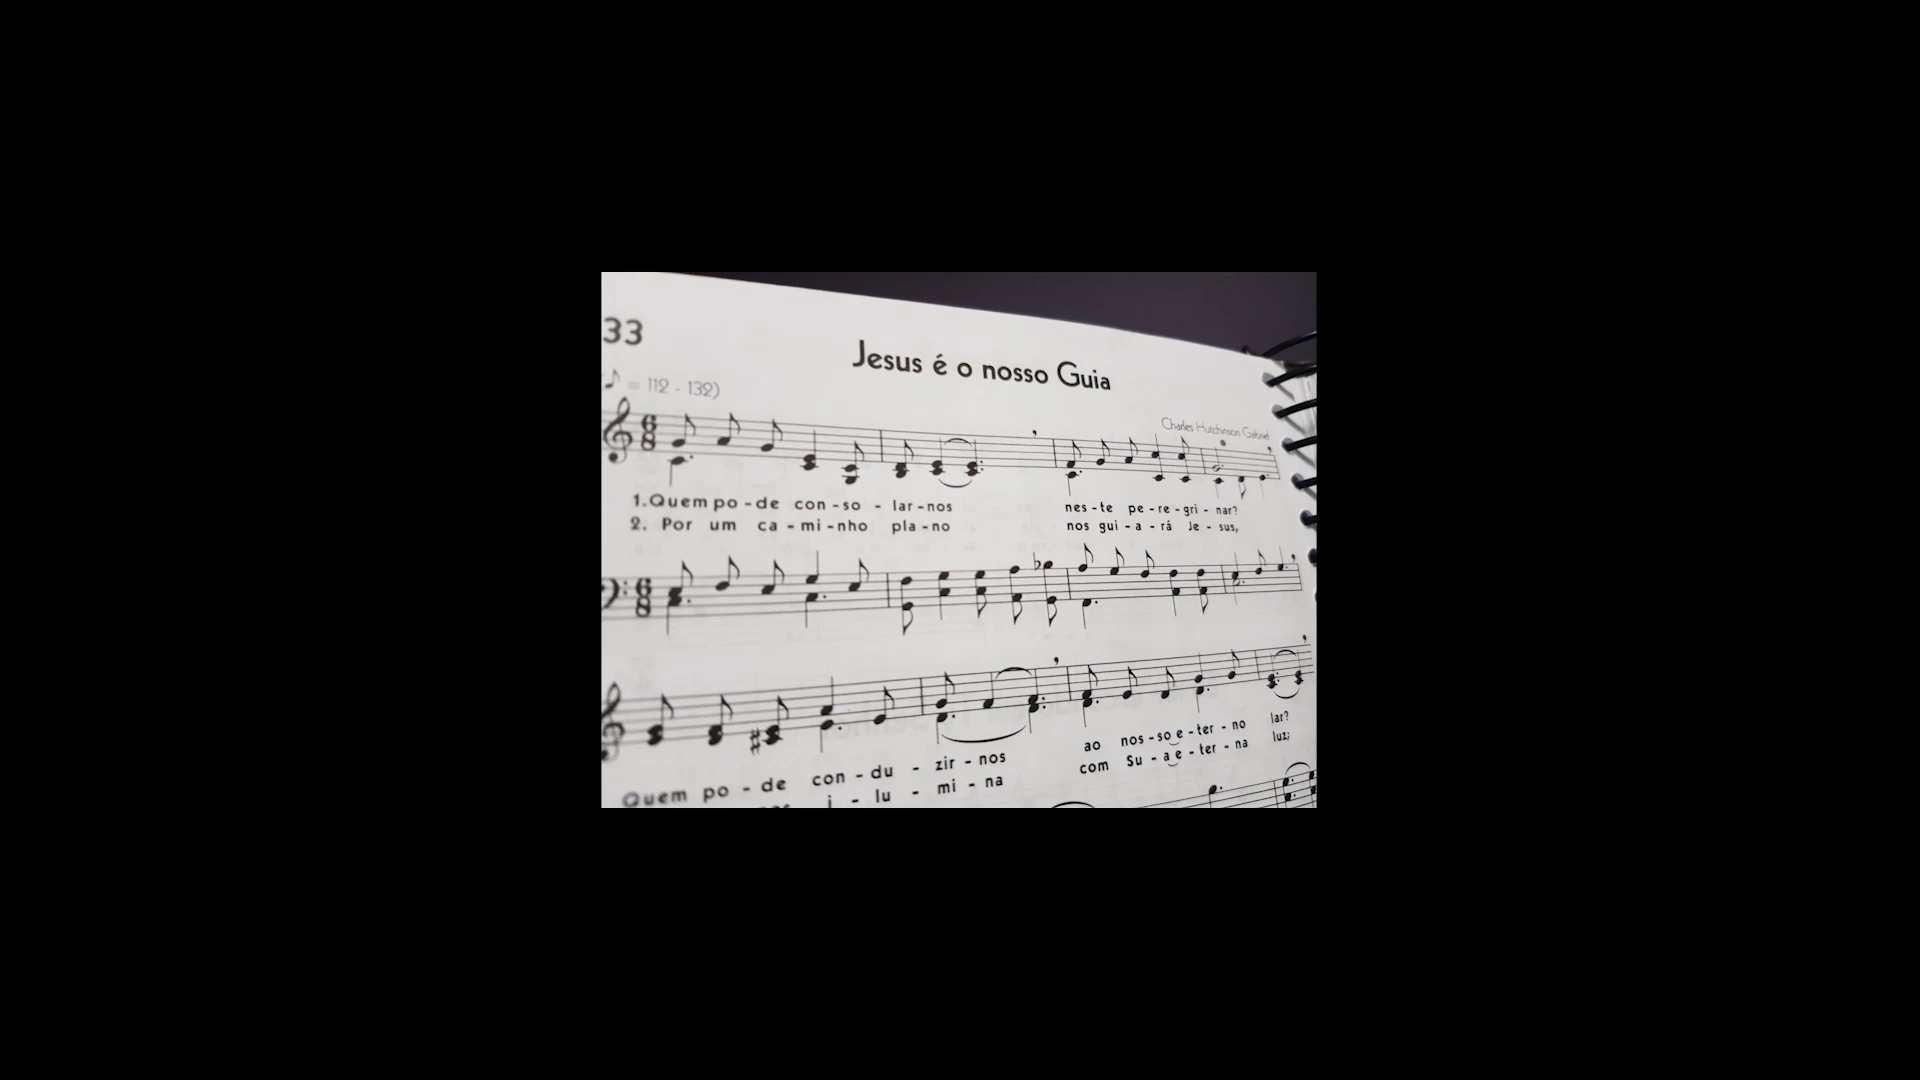 33
Jesus é o nosso Guia
♪ = 112 - 132)
Charles Hutchinson Gabriel
1.Quem po - de con - so - lar - nos nes - te pe - re - gri - nar?
2. Por um ca - mi - nho pla - no nos gui - a - rá Je - sus,
Quem po - de con - du - zir - nos ao nos - so e - ter - no lar?
i - lu - mi - na com Su - a e - ter - na luz;